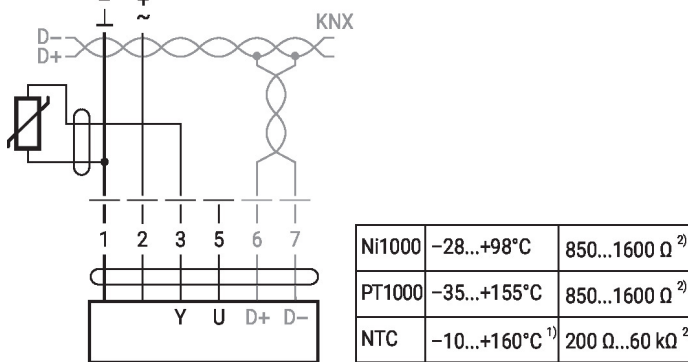 ⊥ ~
KNX
D–
D+
1 2 3 5 6 7
Y U D+ D–
Ni1000 –28...+98°C 850...1600 Ω 2)
PT1000 –35...+155°C 850...1600 Ω 2)
NTC –10...+160°C 1) 200 Ω...60 kΩ 2